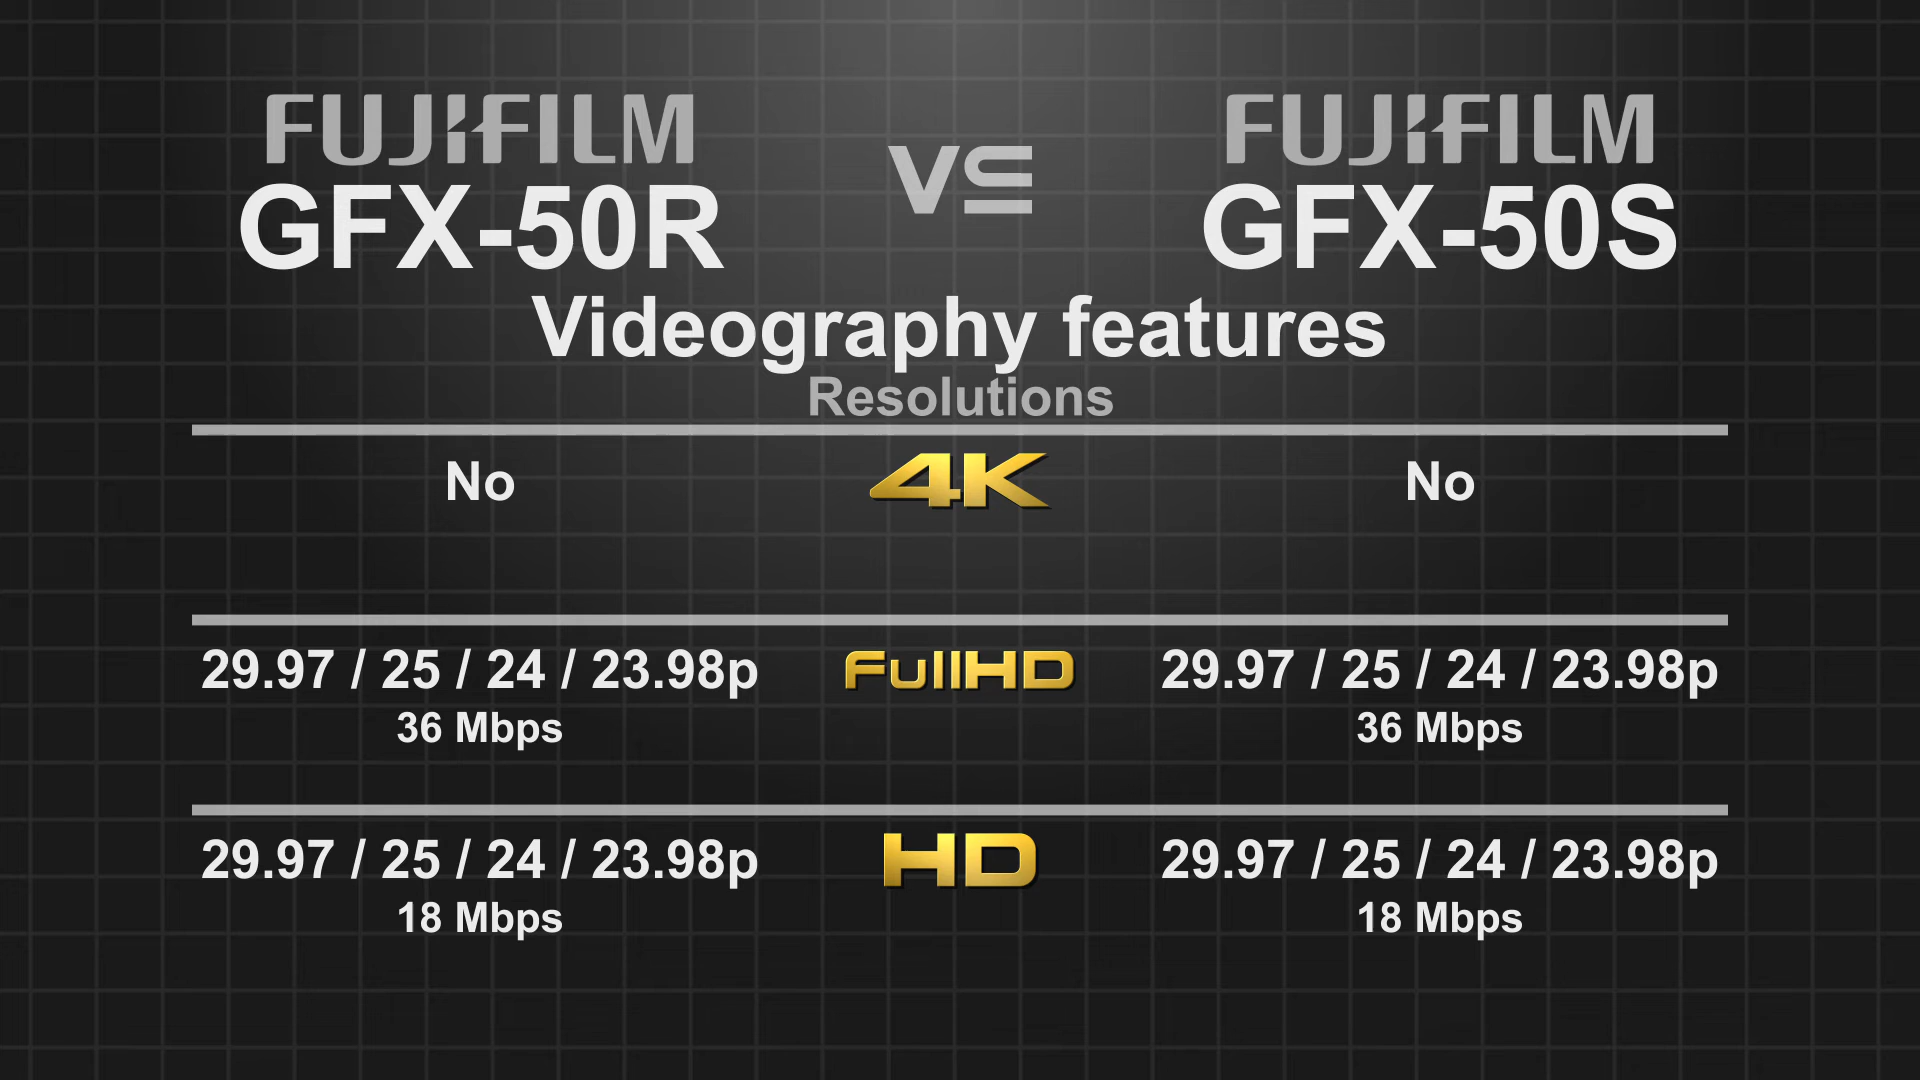 FUJIFILM VS FUJIFILM
GFX-50R GFX-50S
Videography features
Resolutions
No 4K No
29.97 / 25 / 24 / 23.98p FullHD 29.97 / 25 / 24 / 23.98p
36 Mbps 36 Mbps
29.97 / 25 / 24 / 23.98p HD 29.97 / 25 / 24 / 23.98p
18 Mbps 18 Mbps